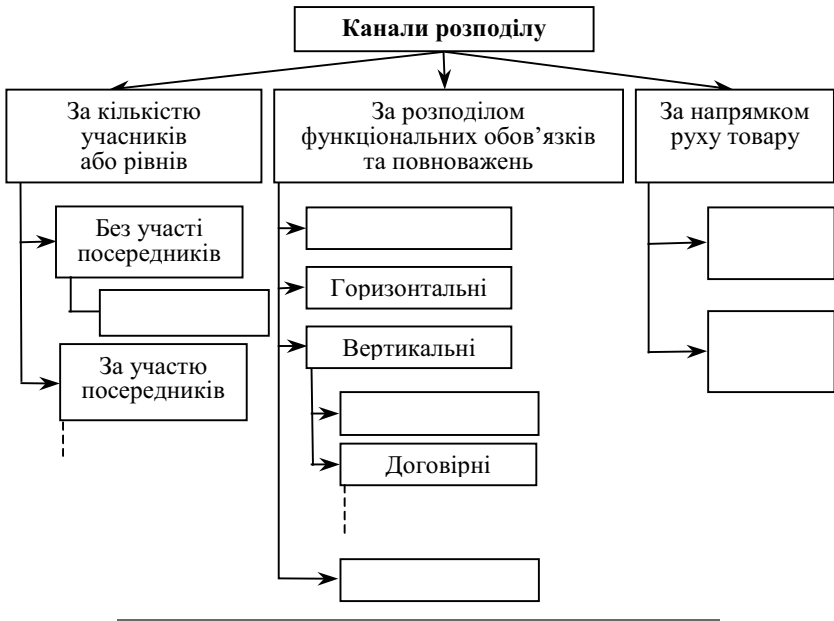 Канали розподілу
За кількістю
учасників
або рівнів
За розподілом
функціональних обов’язків
та повноважень
За напрямком
руху товару
Без участі
посередників
За участю
посередників
Горизонтальні
Вертикальні
Договірні